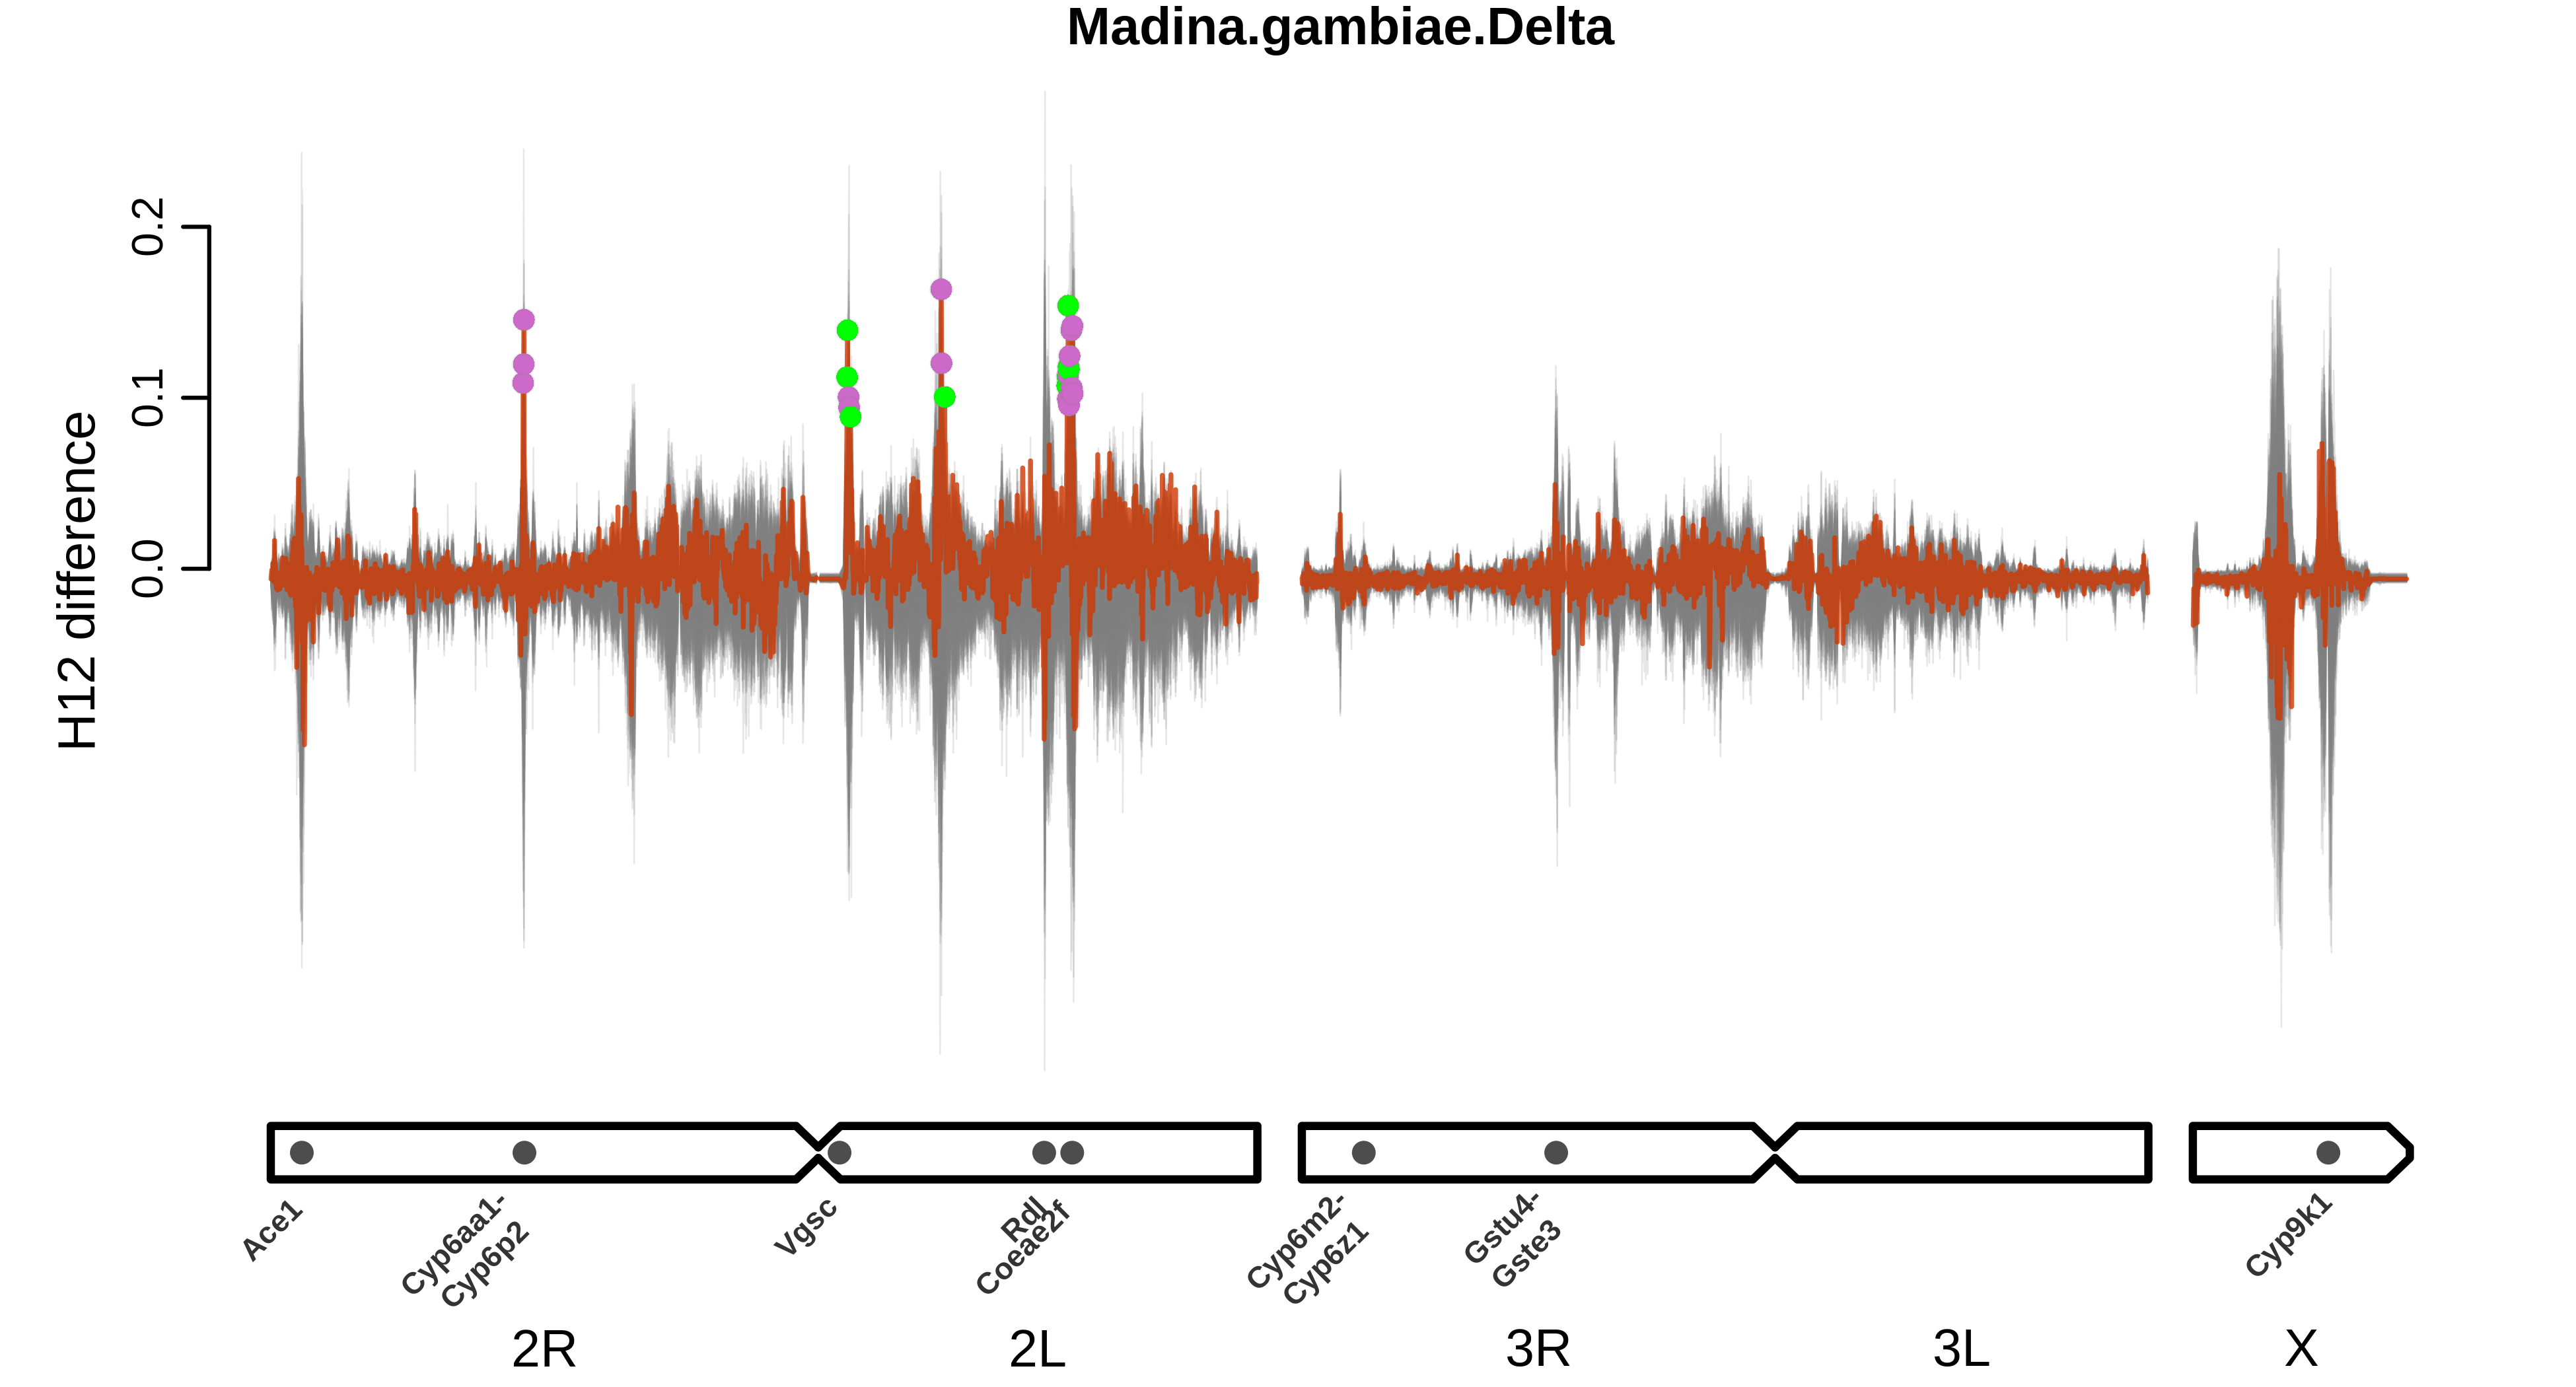 Madina.gambiae.Delta
H12 difference
0.2
0.1
0.0
Ace1
Cyp6aa1-
Cyp6p2
Vgsc
Rdl
Coeae2f
Cyp6m2-
Cyp6z1
Gstu4-
Gste3
Cyp9k1
2R
2L
3R
3L
X